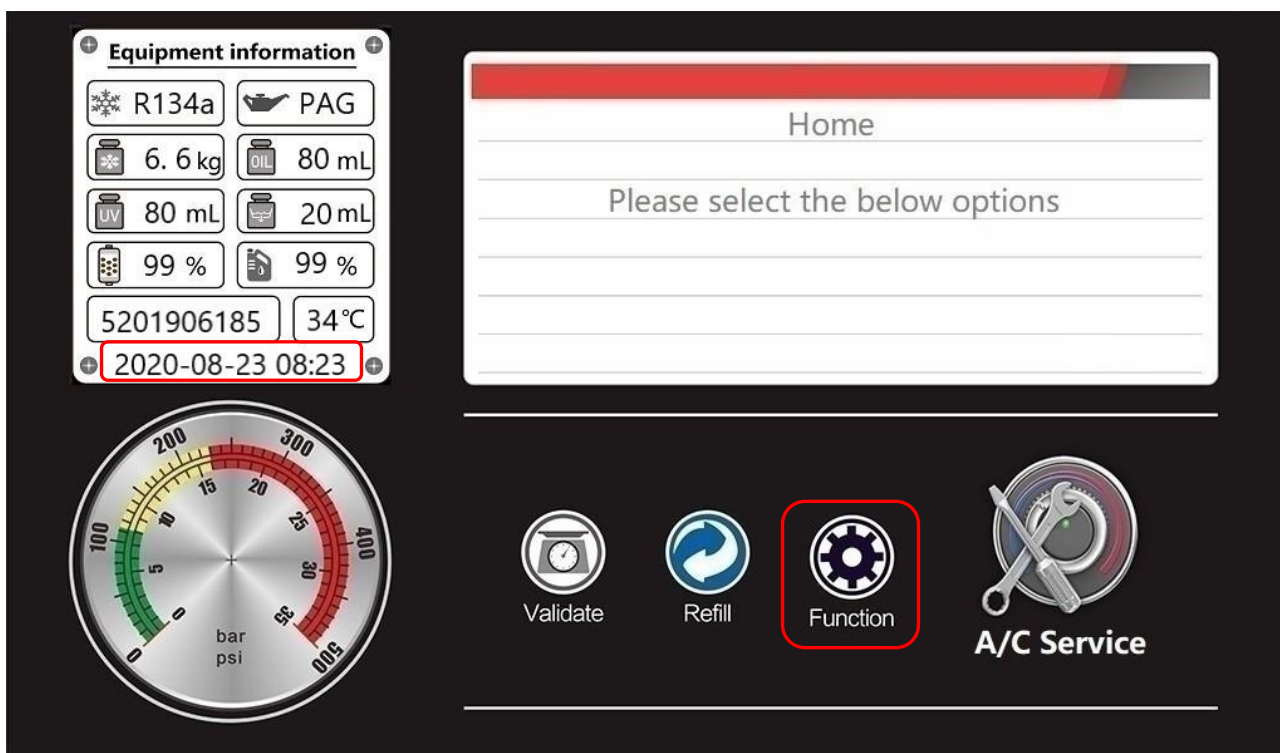 Equipment information
R134a PAG
6. 6 kg OIL 80 mL
UV 80 mL 20 mL
99 % 99 %
5201906185 34℃
2020-08-23 08:23
Home
Please select the below options
0 100 200 300 400 500
0 5 10 15 20 25 30 35
bar
psi
Validate Refill Function A/C Service